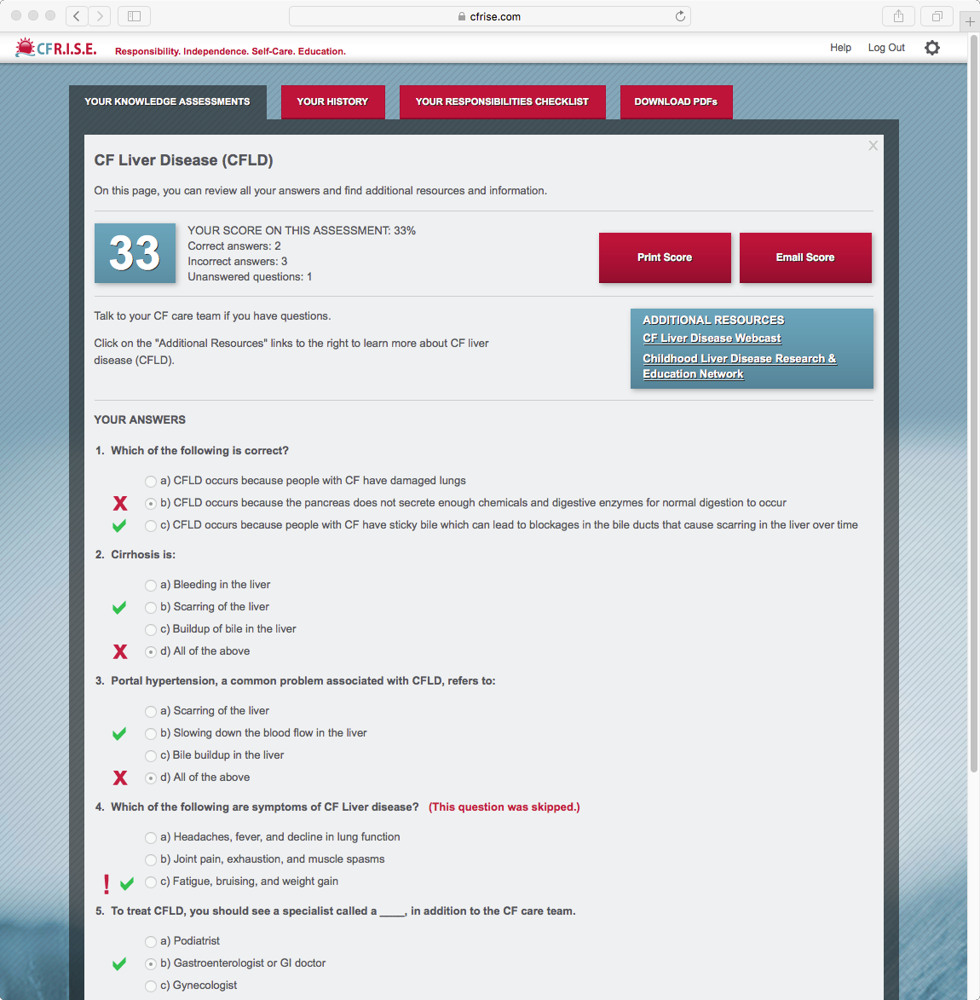 cfrise.com
CFR.I.S.E. Responsibility. Independence. Self-Care. Education.
Help Log Out
YOUR KNOWLEDGE ASSESSMENTS YOUR HISTORY YOUR RESPONSIBILITIES CHECKLIST DOWNLOAD PDFs
X
CF Liver Disease (CFLD)
On this page, you can review all your answers and find additional resources and information.
33
YOUR SCORE ON THIS ASSESSMENT: 33%
Correct answers: 2
Incorrect answers: 3
Unanswered questions: 1
Print Score Email Score
Talk to your CF care team if you have questions.
Click on the "Additional Resources" links to the right to learn more about CF liver
disease (CFLD).
ADDITIONAL RESOURCES
CF Liver Disease Webcast
Childhood Liver Disease Research &
Education Network
YOUR ANSWERS
1. Which of the following is correct?
a) CFLD occurs because people with CF have damaged lungs
b) CFLD occurs because the pancreas does not secrete enough chemicals and digestive enzymes for normal digestion to occur
c) CFLD occurs because people with CF have sticky bile which can lead to blockages in the bile ducts that cause scarring in the liver over time
2. Cirrhosis is:
a) Bleeding in the liver
b) Scarring of the liver
c) Buildup of bile in the liver
d) All of the above
3. Portal hypertension, a common problem associated with CFLD, refers to:
a) Scarring of the liver
b) Slowing down the blood flow in the liver
c) Bile buildup in the liver
d) All of the above
4. Which of the following are symptoms of CF Liver disease? (This question was skipped.)
a) Headaches, fever, and decline in lung function
b) Joint pain, exhaustion, and muscle spasms
! c) Fatigue, bruising, and weight gain
5. To treat CFLD, you should see a specialist called a ____, in addition to the CF care team.
a) Podiatrist
b) Gastroenterologist or GI doctor
c) Gynecologist